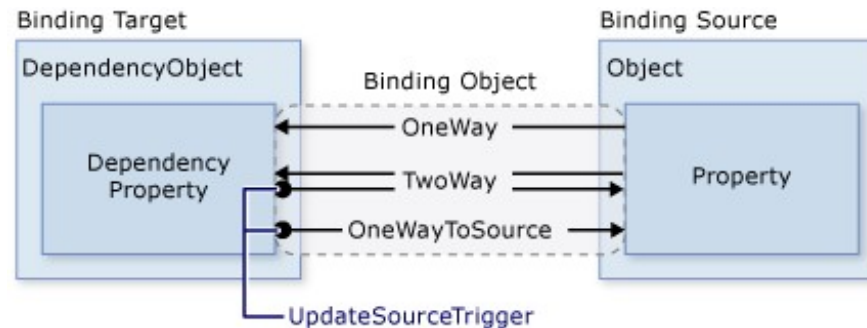 Binding Target
Binding Source
DependencyObject
Object
Binding Object
OneWay
Dependency
Property
TwoWay
Property
OneWayToSource
UpdateSourceTrigger